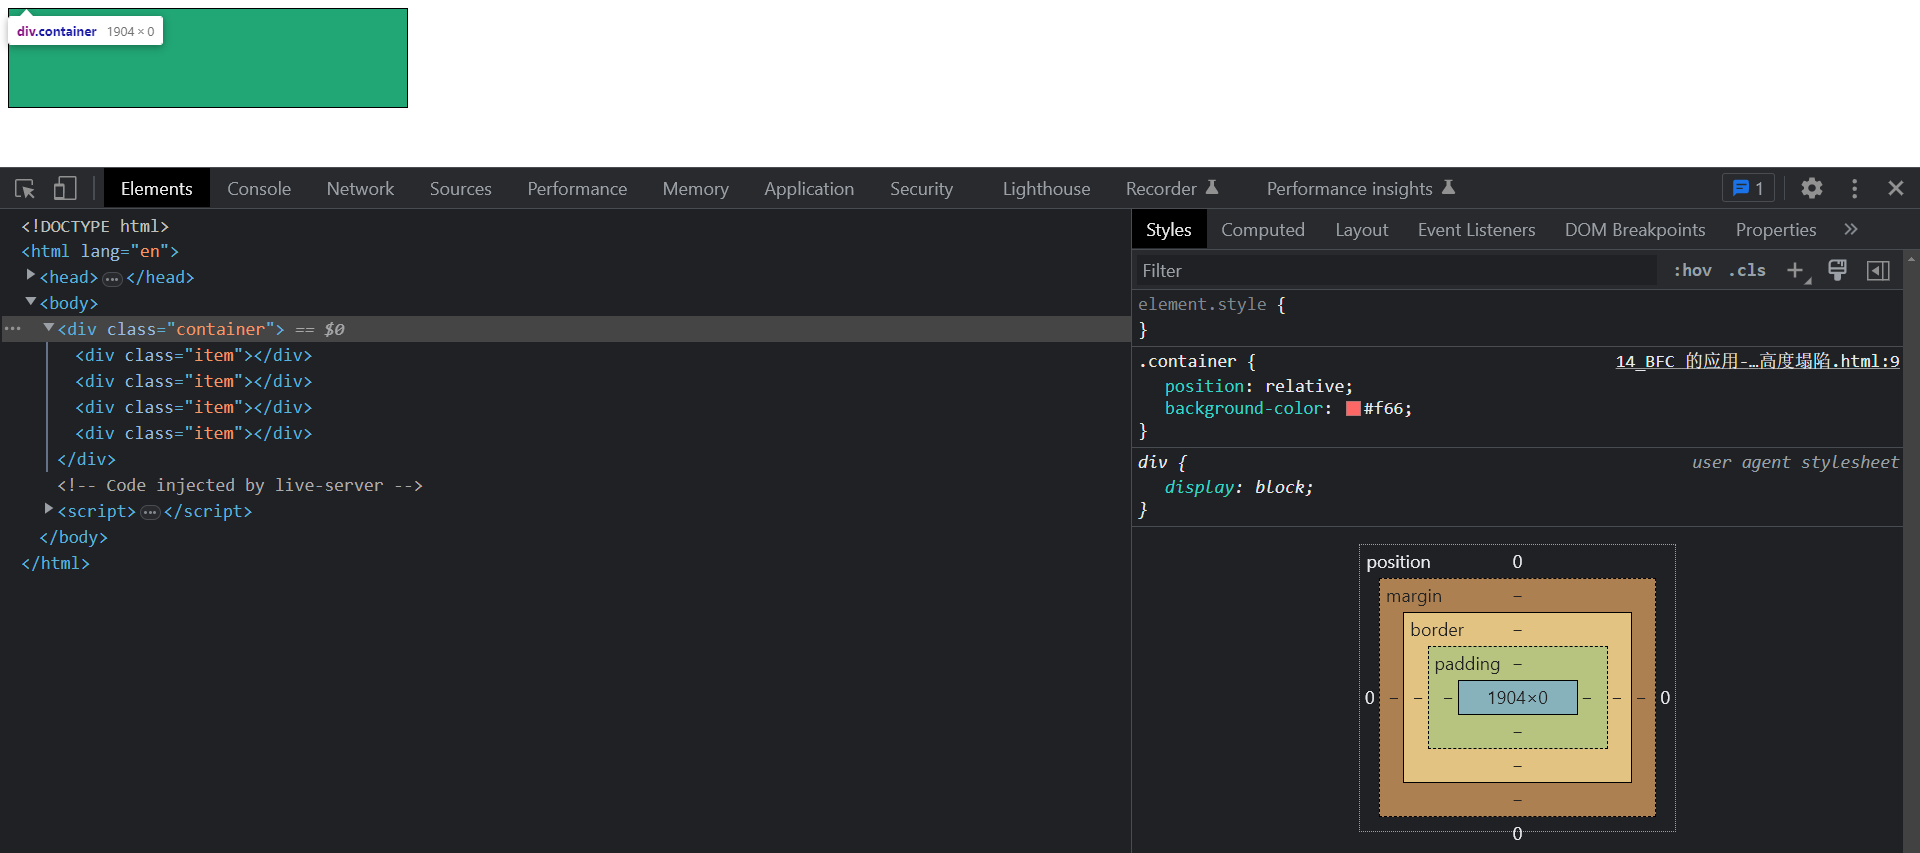 div.container 1904 × 0
Elements Console Network Sources Performance Memory Application Security Lighthouse Recorder Performance insights 1
<!DOCTYPE html>
<html lang="en">
<head> ••• </head>
<body>
••• <div class="container"> == $0
<div class="item"></div>
<div class="item"></div>
<div class="item"></div>
<div class="item"></div>
</div>
<!-- Code injected by live-server -->
<script> ••• </script>
</body>
</html>
Styles Computed Layout Event Listeners DOM Breakpoints Properties »
Filter :hov .cls +
element.style {
}
.container { 14_BFC 的应用-…高度塌陷.html:9
position: relative;
background-color: #f66;
}
div { user agent stylesheet
display: block;
}
position 0
margin –
border –
padding –
0 – – – 1904×0 – – – 0
–
–
–
0